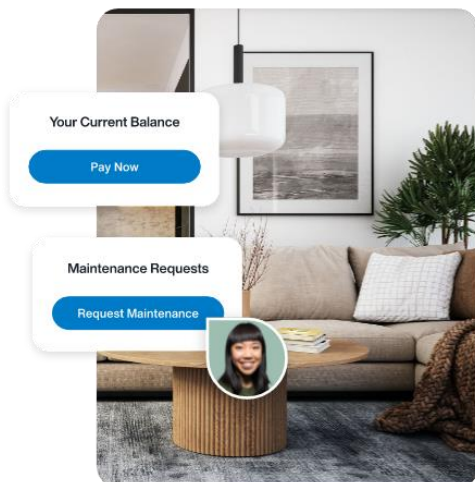 Your Current Balance
Pay Now
Maintenance Requests
Request Maintenance